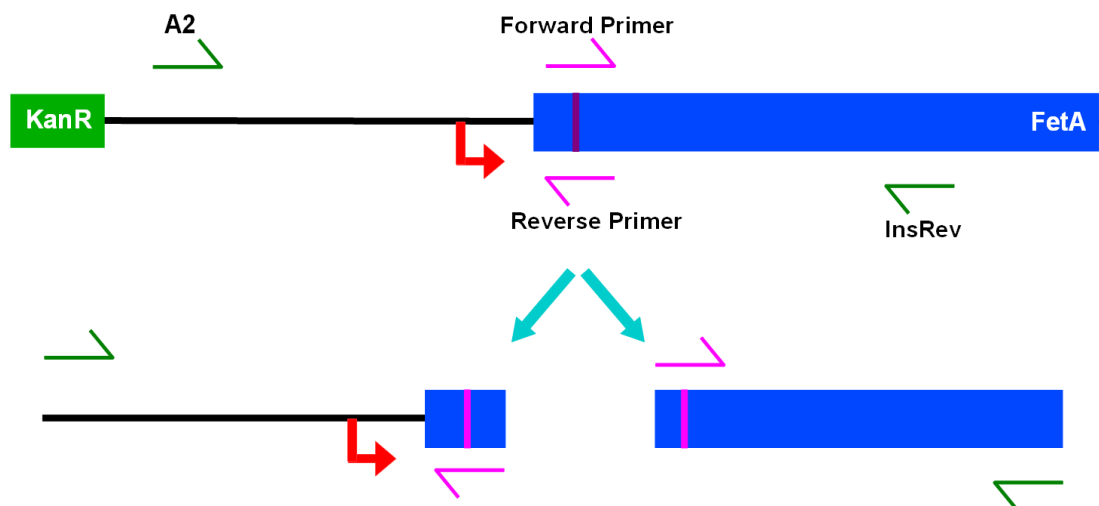 A2
Forward Primer
KanR
FetA
Reverse Primer
InsRev